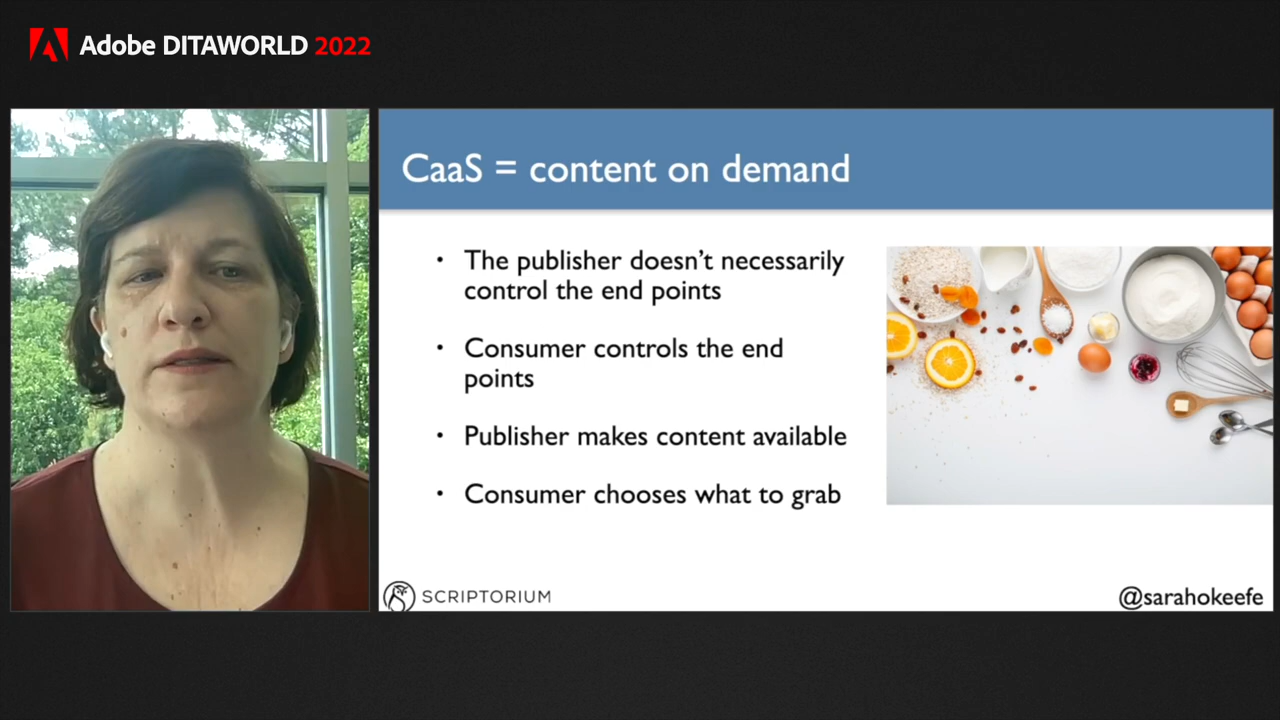 Adobe DITAWORLD 2022
CaaS = content on demand
• The publisher doesn’t necessarily
control the end points
• Consumer controls the end
points
• Publisher makes content available
• Consumer chooses what to grab
SCRIPTORIUM
@sarahokeefe